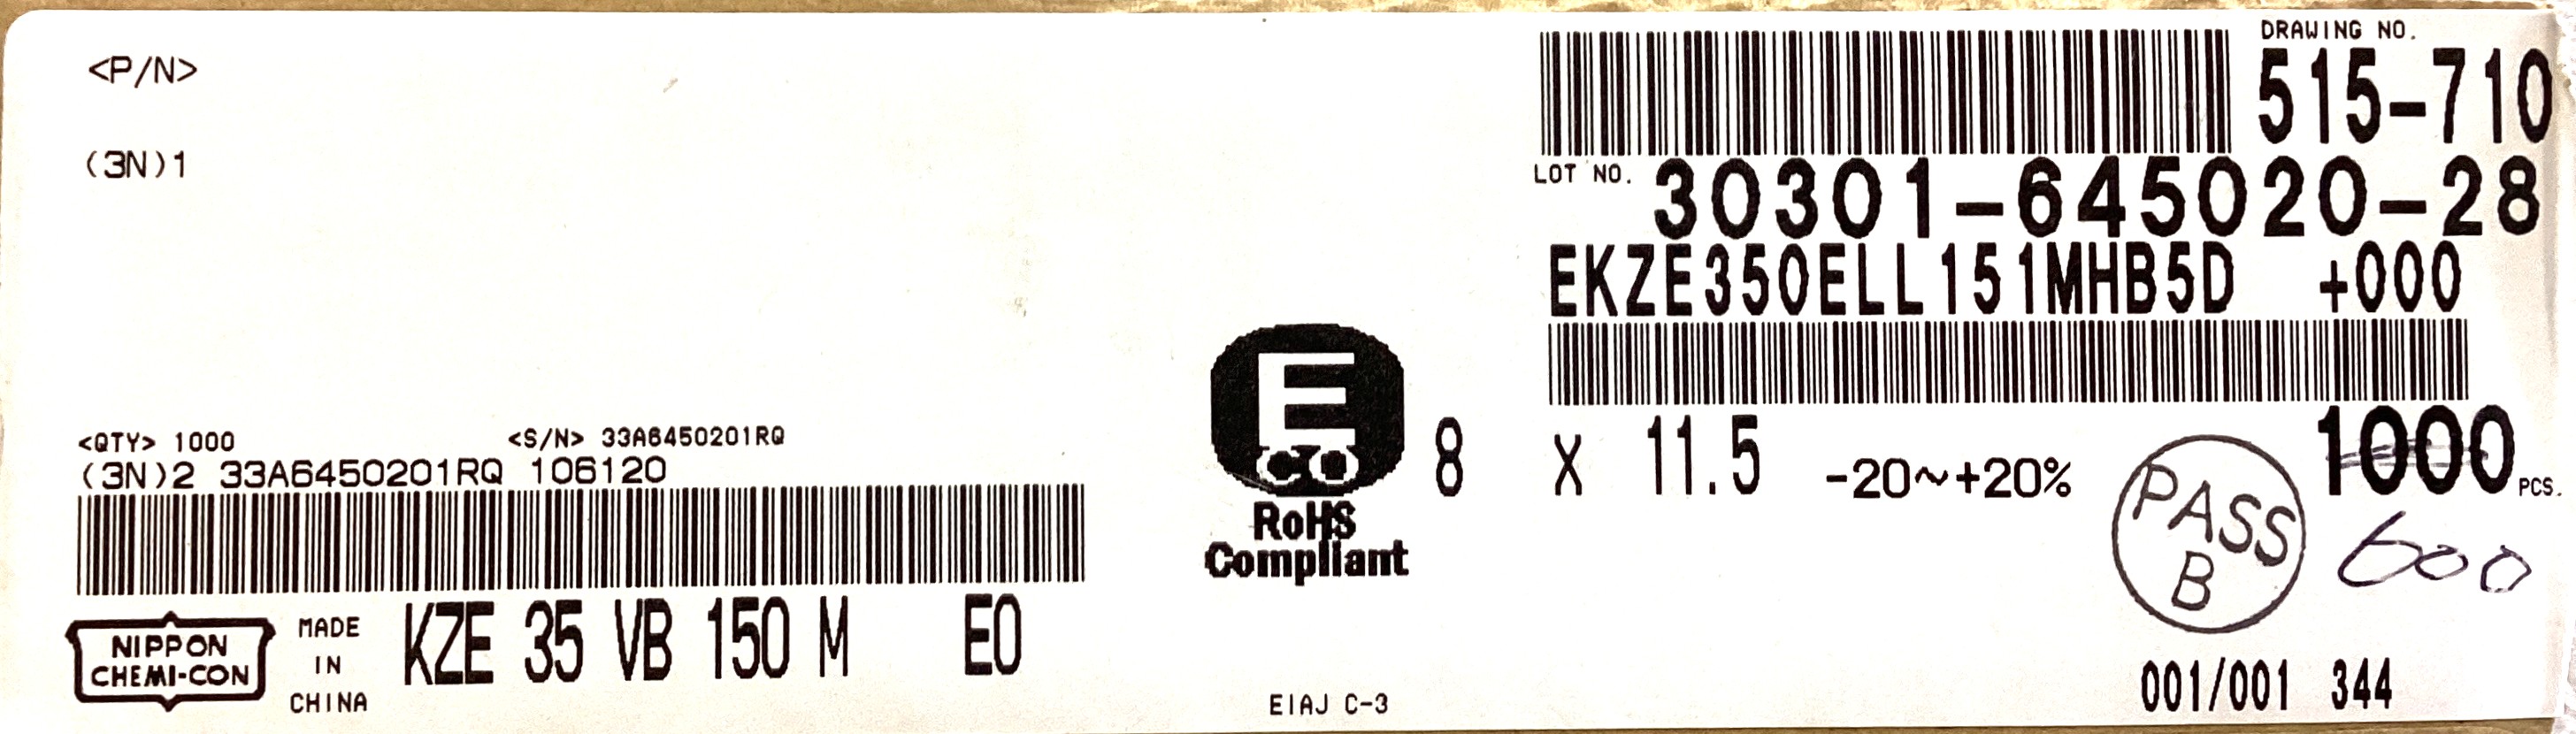 <P/N>
(3N)1
<QTY> 1000 <S/N> 33A6450201RQ
(3N)2 33A6450201RQ 106120
NIPPON
CHEMI-CON
MADE
IN
CHINA
KZE 35 VB 150 M E0
E
CO
RoHS
Compliant
EIAJ C-3
DRAWING NO.
515-710
LOT NO. 30301-645020-28
EKZE350ELL151MHB5D +000
8 X 11.5 -20~+20% 1000 PCS.
PASS
B
600
001/001 344